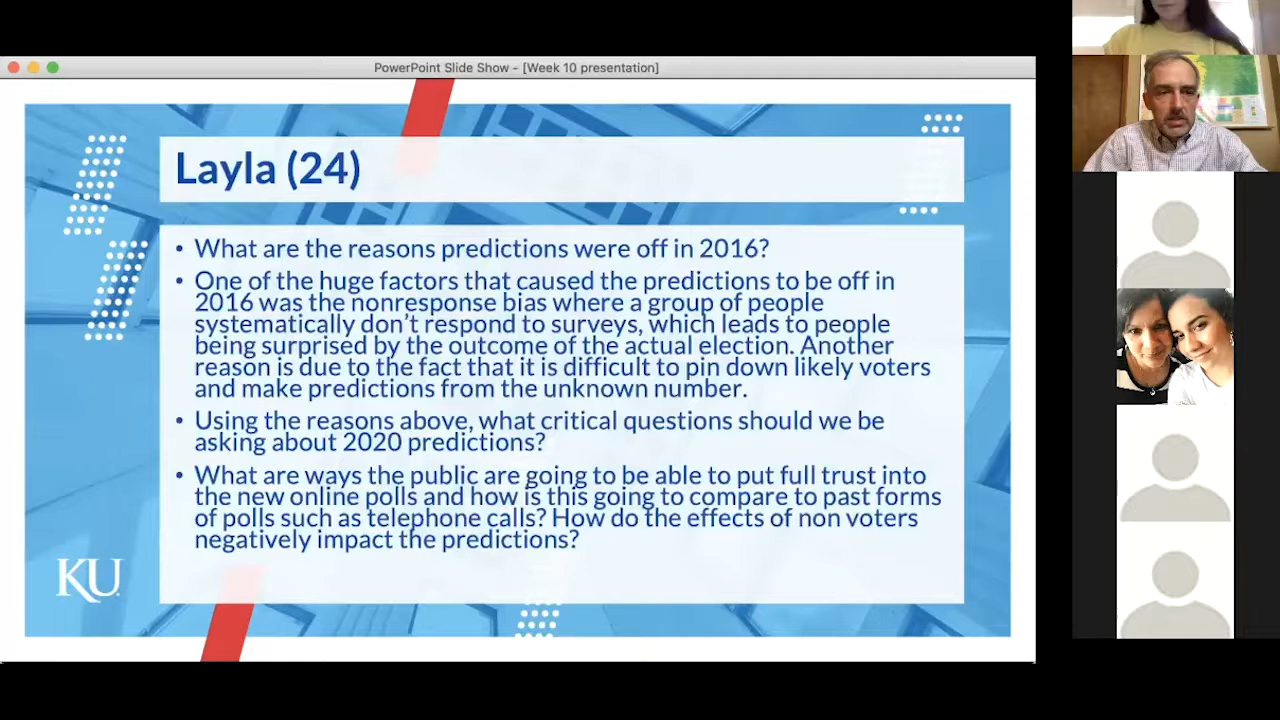 PowerPoint Slide Show - [Week 10 presentation]
Layla (24)
• What are the reasons predictions were off in 2016?
• One of the huge factors that caused the predictions to be off in
2016 was the nonresponse bias where a group of people
systematically don't respond to surveys, which leads to people
being surprised by the outcome of the actual election. Another
reason is due to the fact that it is difficult to pin down likely voters
and make predictions from the unknown number.
• Using the reasons above, what critical questions should we be
asking about 2020 predictions?
• What are ways the public are going to be able to put full trust into
the new online polls and how is this going to compare to past forms
of polls such as telephone calls? How do the effects of non voters
negatively impact the predictions?
KU